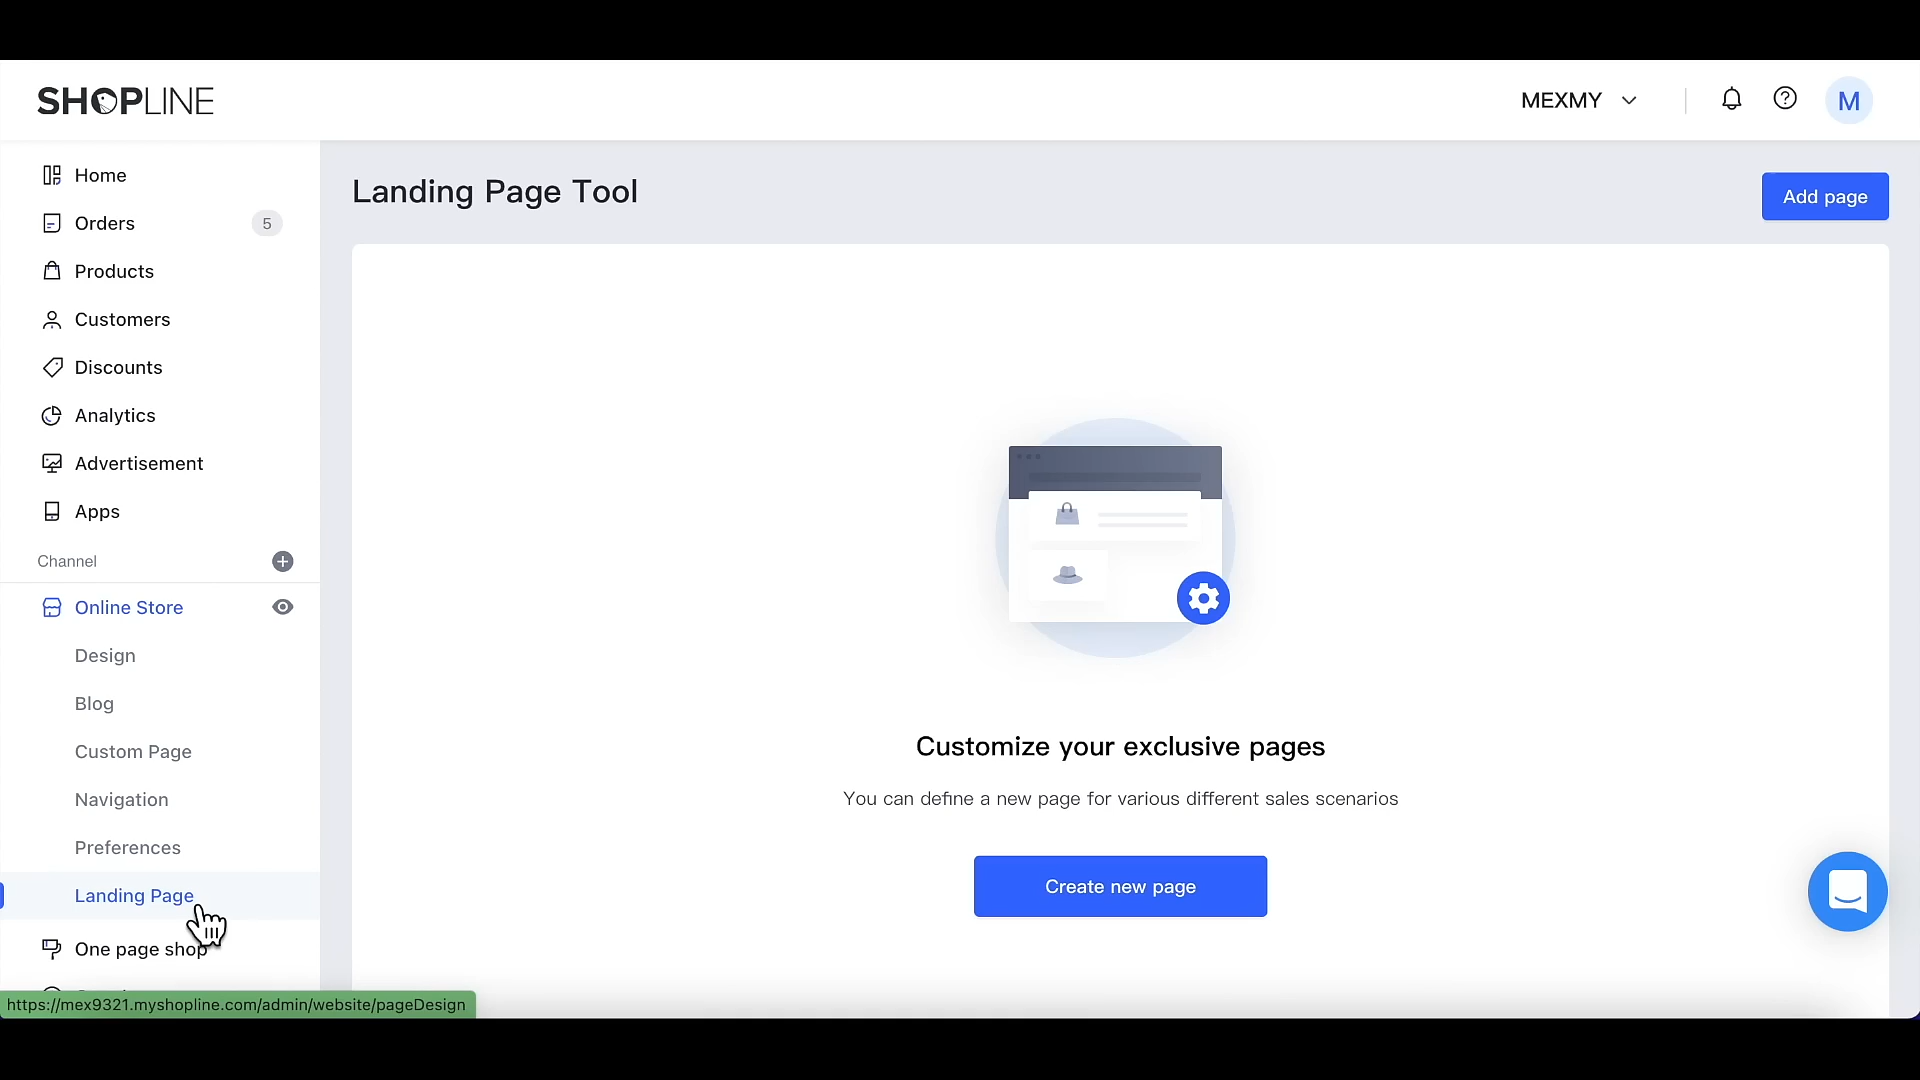 SHOPLINE
MEXMY
M
Home
Orders
5
Products
Customers
Discounts
Analytics
Advertisement
Apps
Channel
Online Store
Design
Blog
Custom Page
Navigation
Preferences
Landing Page
One page shop
https://mex9321.myshopline.com/admin/website/pageDesign
Landing Page Tool
Add page
Customize your exclusive pages
You can define a new page for various different sales scenarios
Create new page